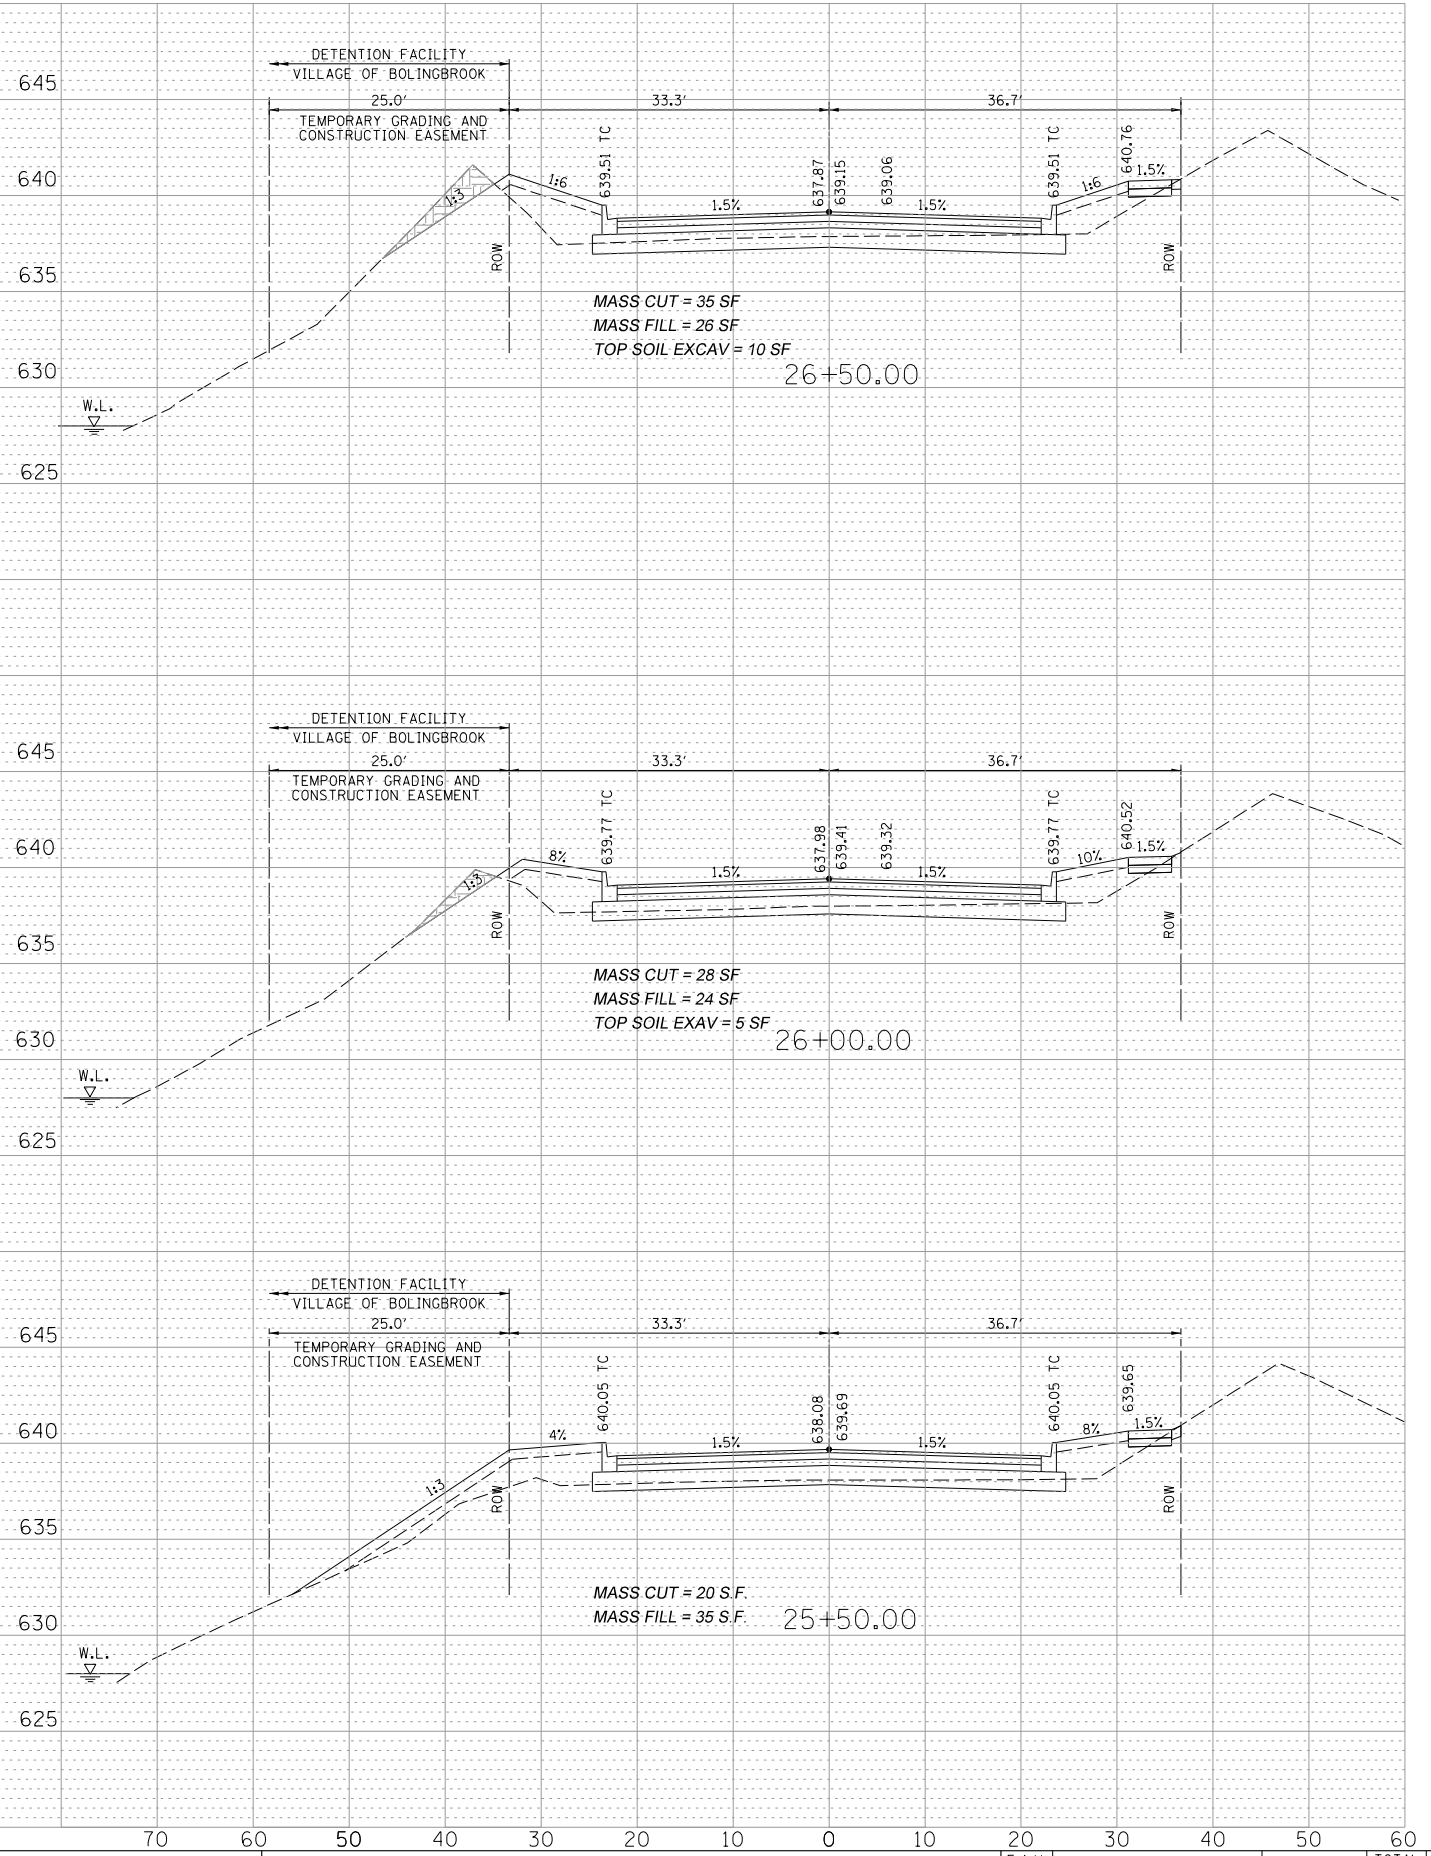 DETENTION FACILITY
VILLAGE OF BOLINGBROOK
645
25.0'
33.3'
36.7'
TEMPORARY GRADING AND
CONSTRUCTION EASEMENT
639.51 TC
637.87
639.15
639.06
639.51 TC
640.76
640
1:3
1:6
1.5%
1.5%
1:6
1.5%
ROW
ROW
635
MASS CUT = 35 SF
MASS FILL = 26 SF
TOP SOIL EXCAV = 10 SF
630
26+50.00
W.L.
625
DETENTION FACILITY
VILLAGE OF BOLINGBROOK
645
25.0'
33.3'
36.7'
TEMPORARY GRADING AND
CONSTRUCTION EASEMENT
639.77 TC
637.98
639.41
639.32
639.77 TC
640.52
640
1:3
8%
1.5%
1.5%
10%
1.5%
ROW
ROW
635
MASS CUT = 28 SF
MASS FILL = 24 SF
TOP SOIL EXAV = 5 SF
630
26+00.00
W.L.
625
DETENTION FACILITY
VILLAGE OF BOLINGBROOK
645
25.0'
33.3'
36.7'
TEMPORARY GRADING AND
CONSTRUCTION EASEMENT
640.05 TC
638.08
639.69
640.05 TC
639.65
640
1:3
4%
1.5%
1.5%
8%
1.5%
ROW
ROW
635
MASS CUT = 20 S.F.
MASS FILL = 35 S.F.
630
25+50.00
W.L.
625
70 60 50 40 30 20 10 0 10 20 30 40 50 60